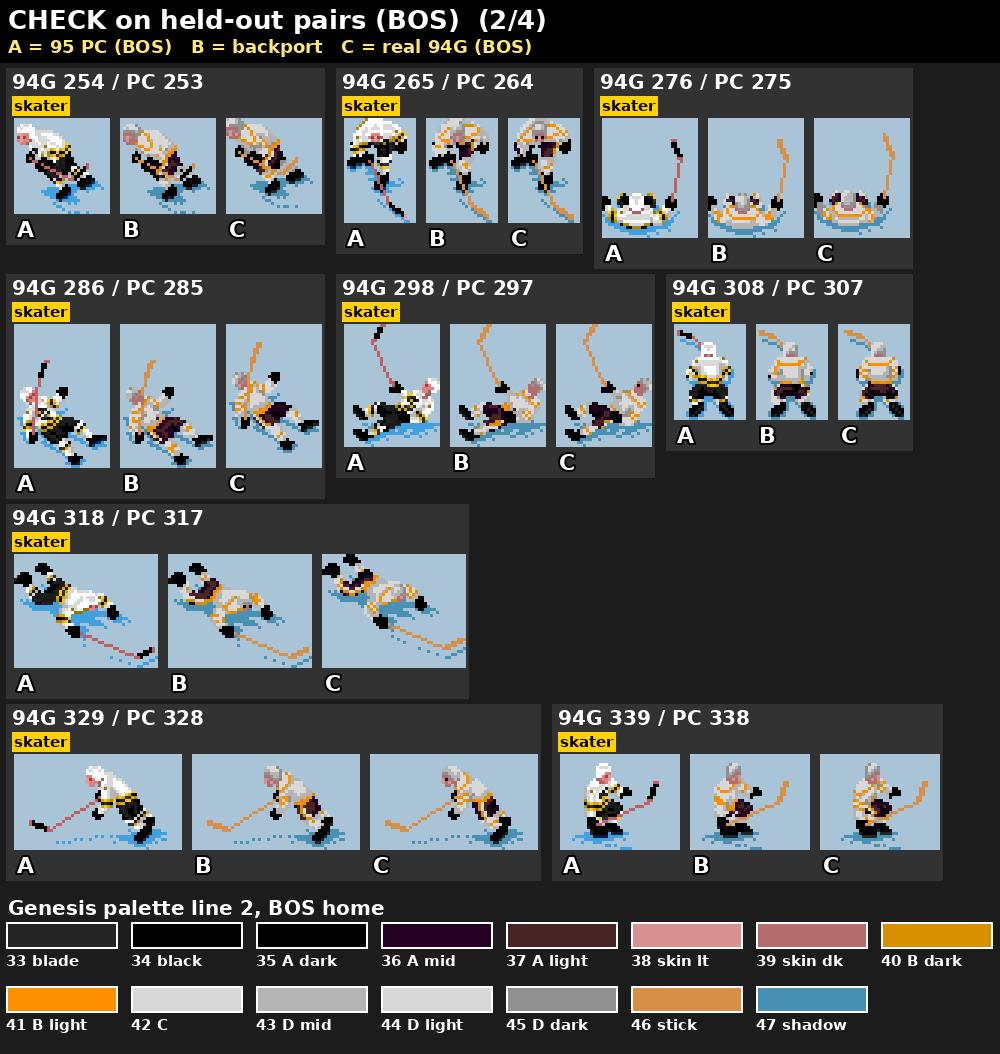 CHECK on held-out pairs (BOS)  (2/4)
A = 95 PC (BOS)   B = backport   C = real 94G (BOS)
94G 254 / PC 253
skater
A B C
94G 265 / PC 264
skater
A B C
94G 276 / PC 275
skater
A B C
94G 286 / PC 285
skater
A B C
94G 298 / PC 297
skater
A B C
94G 308 / PC 307
skater
A B C
94G 318 / PC 317
skater
A B C
94G 329 / PC 328
skater
A B C
94G 339 / PC 338
skater
A B C
Genesis palette line 2, BOS home
33 blade
34 black
35 A dark
36 A mid
37 A light
38 skin lt
39 skin dk
40 B dark
41 B light
42 C
43 D mid
44 D light
45 D dark
46 stick
47 shadow